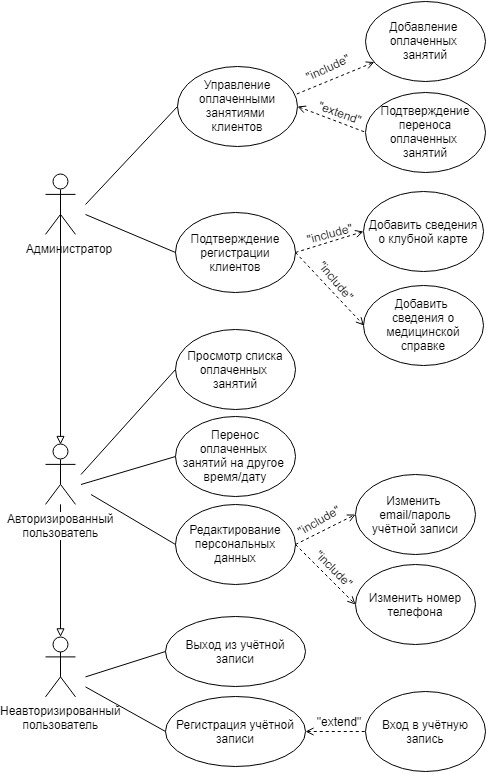 Добавление
оплаченных
занятий
"include"
Управление
оплаченными
занятиями
клиентов
"extend"
Подтверждение
переноса
оплаченных
занятий
Администратор
Подтверждение
регистрации
клиентов
"include"
Добавить сведения
о клубной карте
"include"
Добавить
сведения о
медицинской
справке
Просмотр списка
оплаченных
занятий
Перенос
оплаченных
занятий на другое
время/дату
Авторизированный
пользователь
Редактирование
персональных
данных
"include"
Изменить
email/пароль
учётной записи
"include"
Изменить номер
телефона
Выход из учётной
записи
Неавторизированный
пользователь
Регистрация учётной
записи
"extend"
Вход в учётную
запись